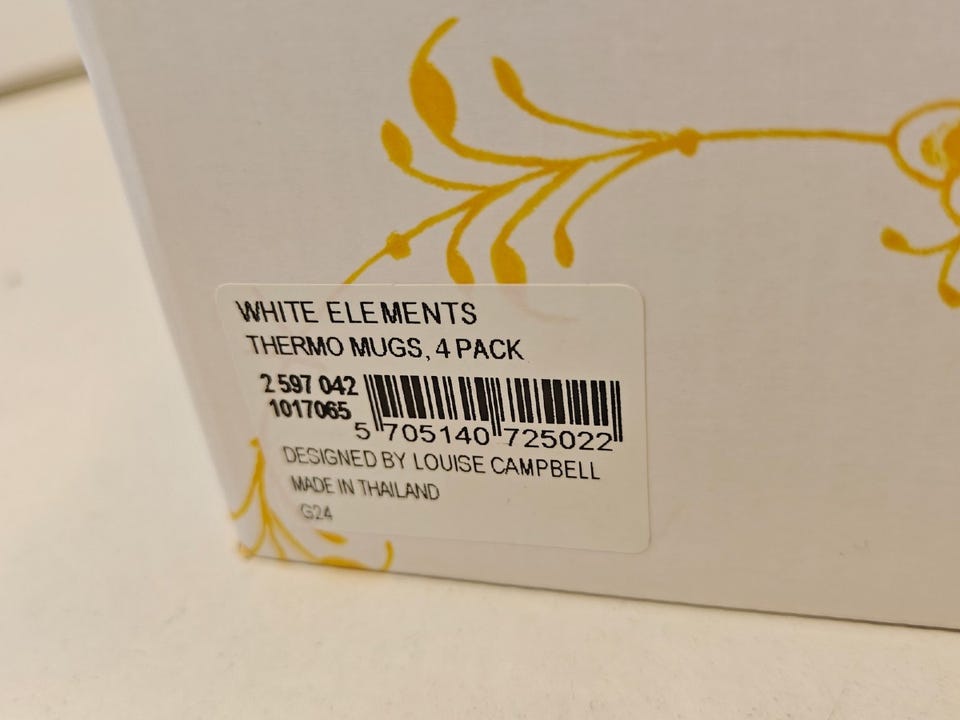 WHITE ELEMENTS
THERMO MUGS, 4 PACK
2 597 042
1017065
5 705140 725022
DESIGNED BY LOUISE CAMPBELL
MADE IN THAILAND
G24